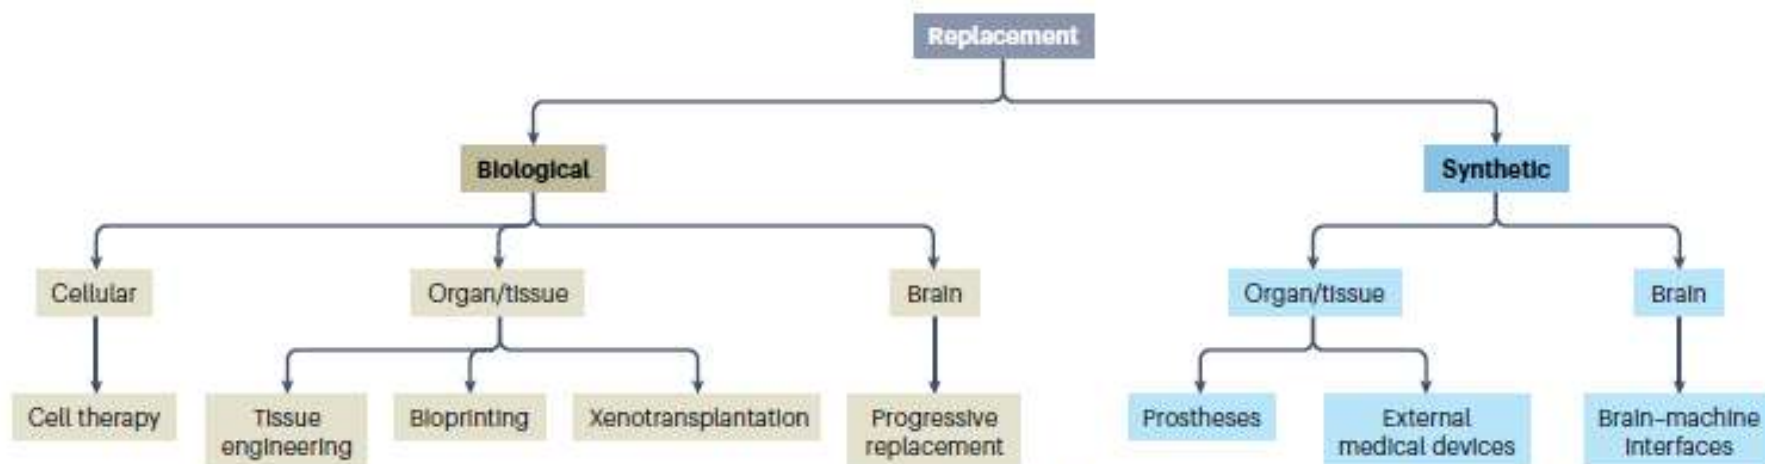 Replacement
Biological
Synthetic
Cellular
Organ/tissue
Brain
Organ/tissue
Brain
Cell therapy
Tissue
engineering
Bioprinting
Xenotransplantation
Progressive
replacement
Prostheses
External
medical devices
Brain–machine
interfaces